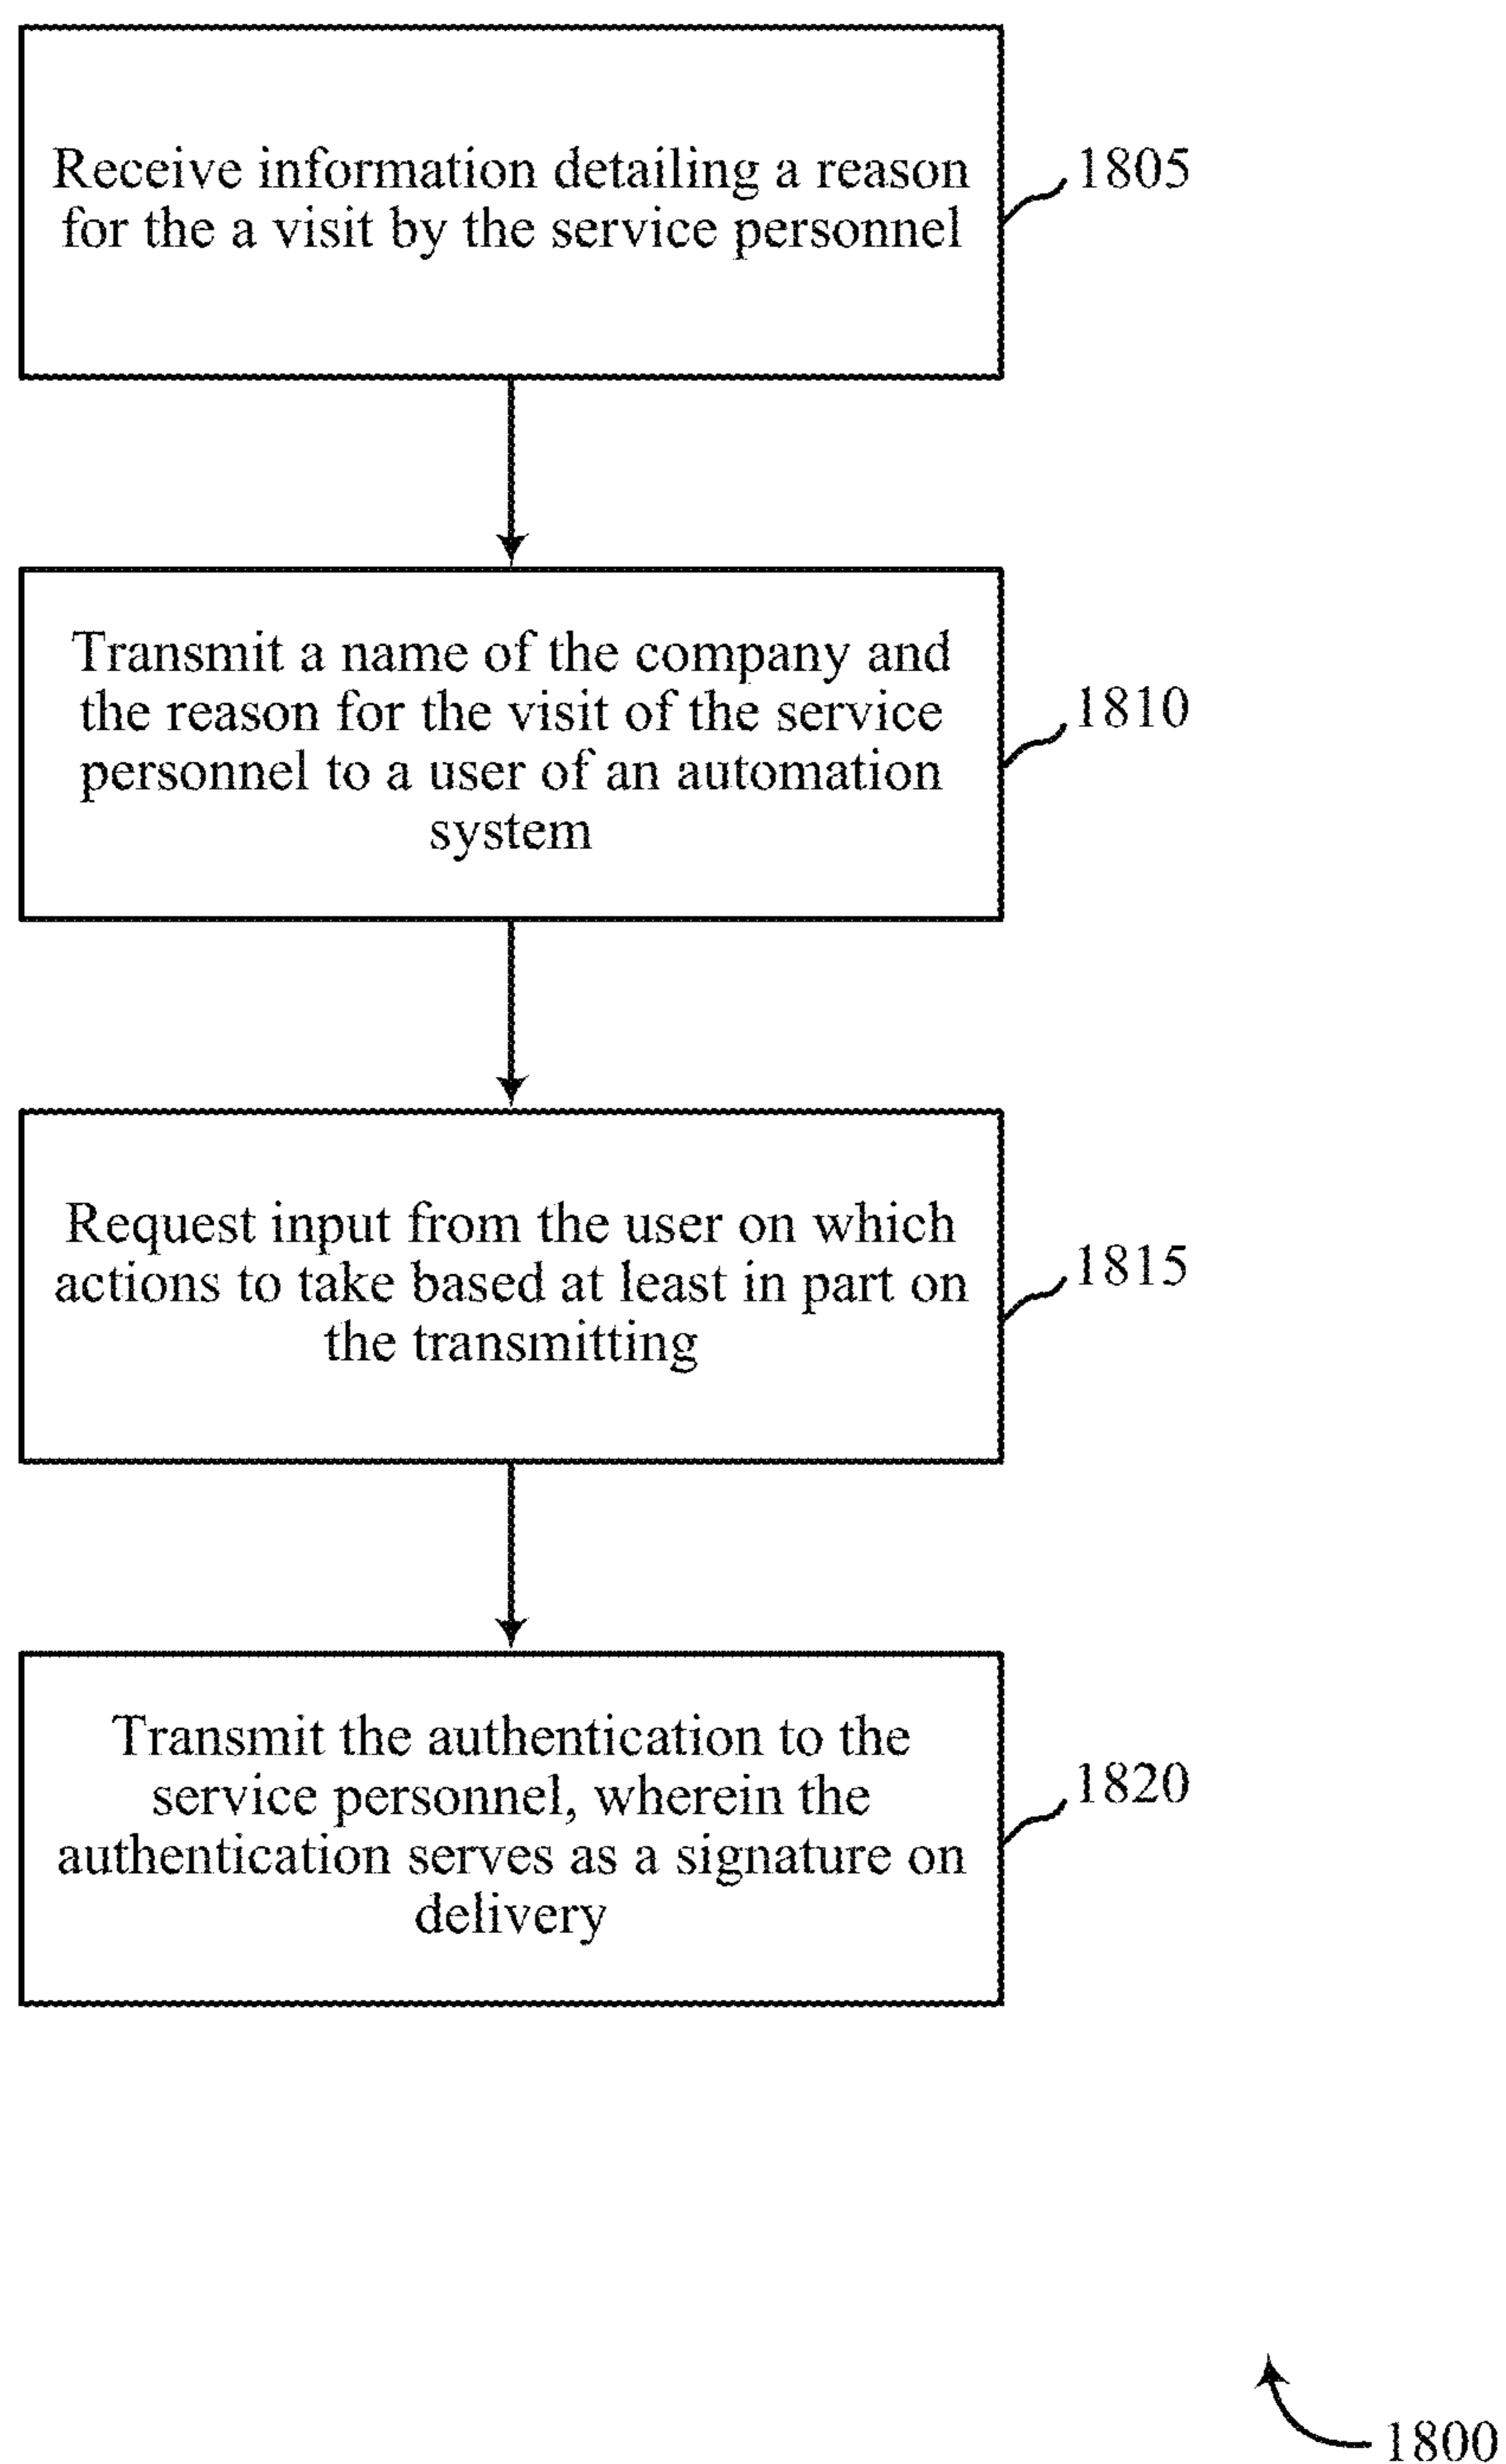 Receive information detailing a reason
for the a visit by the service personnel
1805
Transmit a name of the company and
the reason for the visit of the service
personnel to a user of an automation
system
1810
Request input from the user on which
actions to take based at least in part on
the transmitting
1815
Transmit the authentication to the
service personnel, wherein the
authentication serves as a signature on
delivery
1820
1800